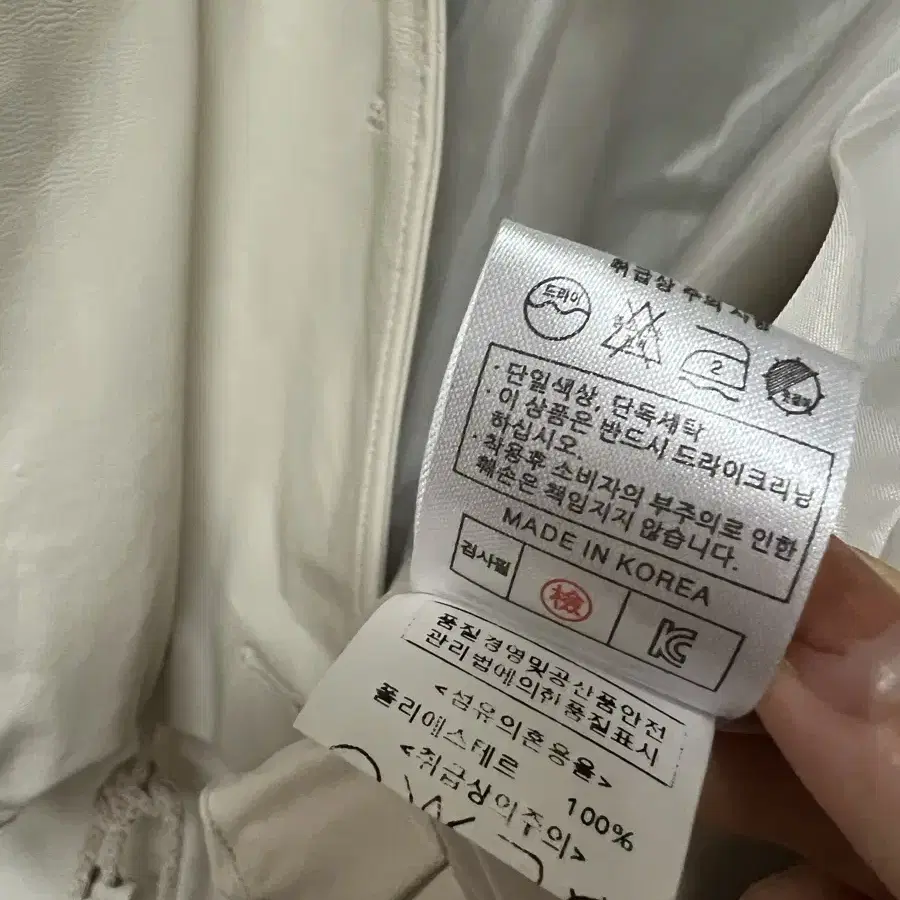 취급상 주의 사항
드라이
2
· 단일색상, 단독세탁
· 이 상품은 반드시 드라이크리닝
하십시오.
· 착용후 소비자의 부주의로 인한
훼손은 책임지지 않습니다.
MADE IN KOREA
검사필
檢
KC
품질경영및공산품안전
관리법에의한품질표시
<섬유의혼용율>
폴리에스테르 100%
<취급상의주의>